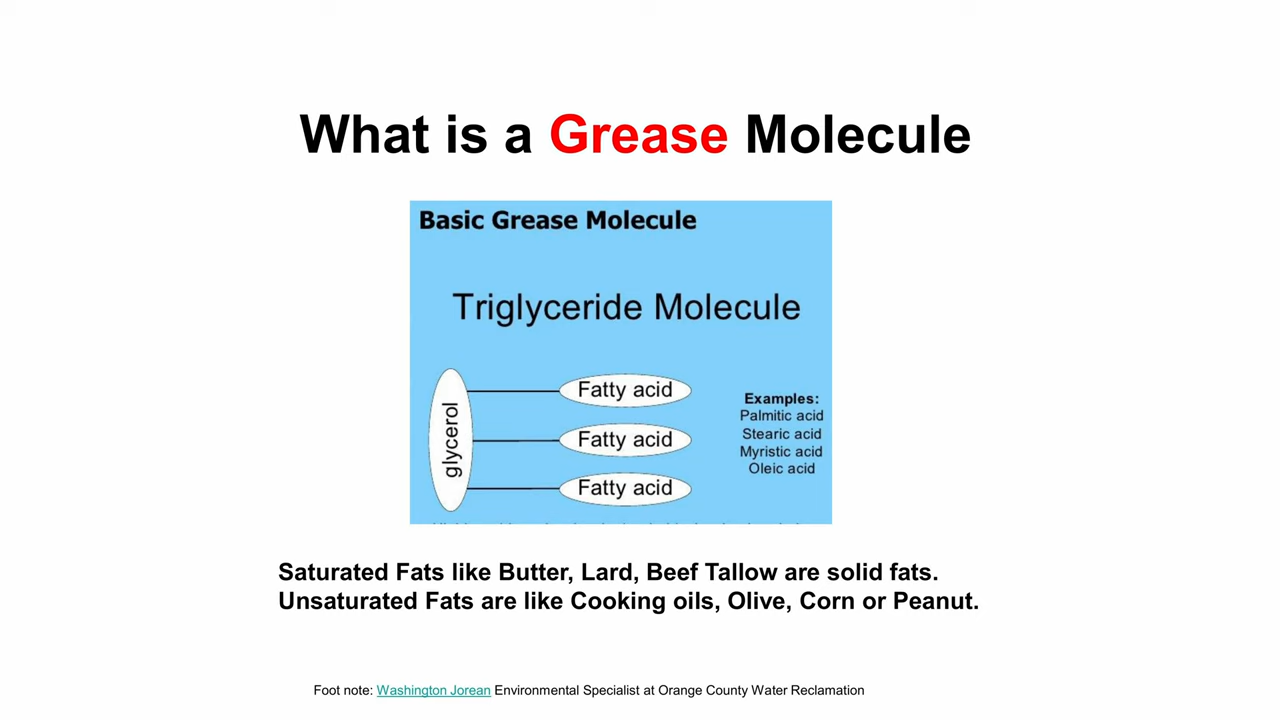 What is a Grease Molecule
Basic Grease Molecule
Triglyceride Molecule
glycerol
Fatty acid
Fatty acid
Fatty acid
Examples:
Palmitic acid
Stearic acid
Myristic acid
Oleic acid
Saturated Fats like Butter, Lard, Beef Tallow are solid fats.
Unsaturated Fats are like Cooking oils, Olive, Corn or Peanut.
Foot note: Washington Jorean Environmental Specialist at Orange County Water Reclamation